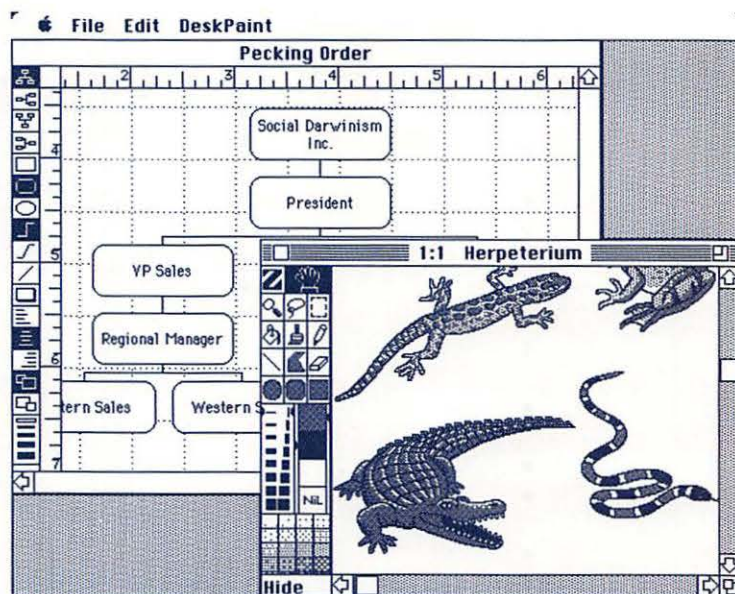 File Edit DeskPaint
Pecking Order
2 3 4 5 6
4
5
6
7
Social Darwinism
Inc.
President
VP Sales
Regional Manager
tern Sales
Western S
1:1 Herpeterium
NiL
Hide